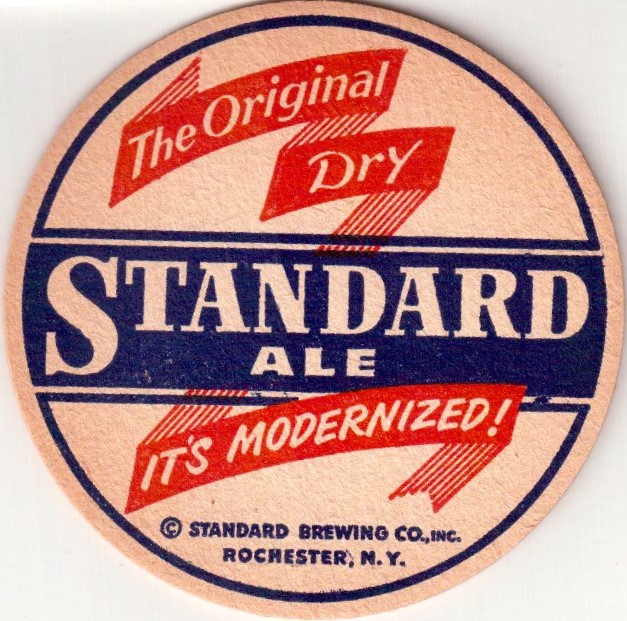 The Original
Dry
STANDARD
ALE
IT'S MODERNIZED!
© STANDARD BREWING CO., INC.
ROCHESTER, N.Y.